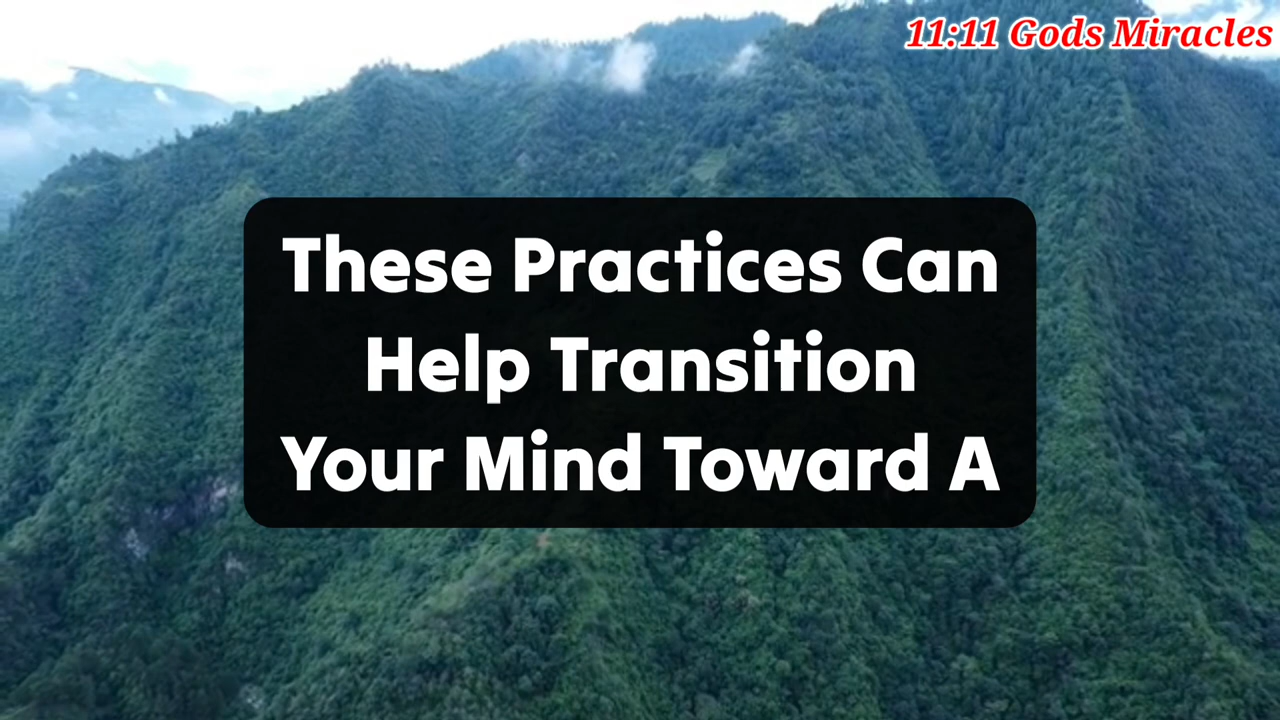 11:11 Gods Miracles
These Practices Can
Help Transition
Your Mind Toward A